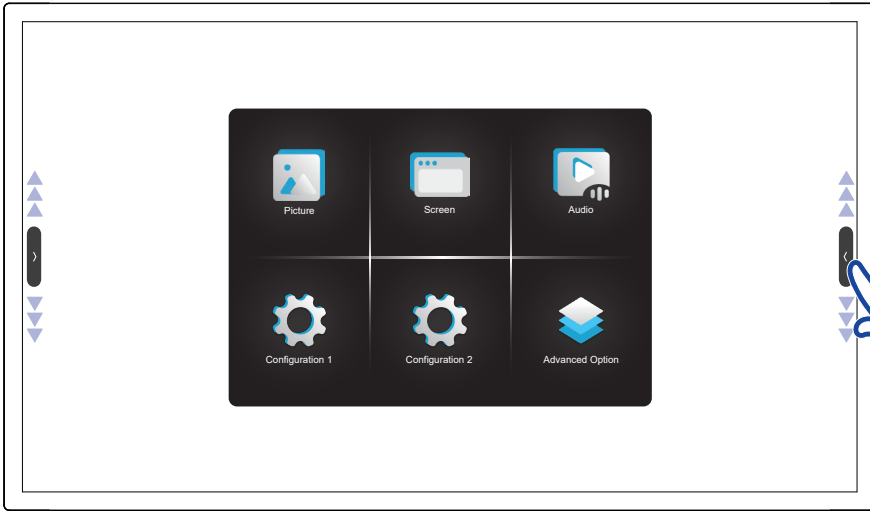 Picture
Screen
Audio
Configuration 1
Configuration 2
Advanced Option